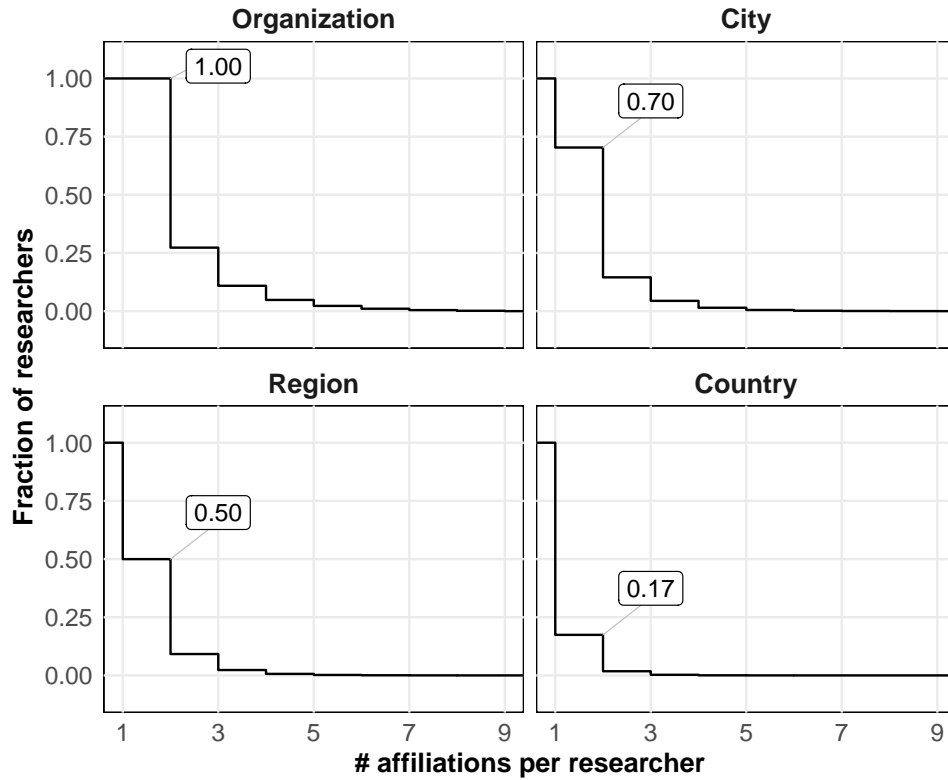 Organization
City
1.00
0.75
0.50
0.25
0.00
1.00
0.70
Region
Country
1.00
0.75
0.50
0.25
0.00
0.50
0.17
1 3 5 7 9
1 3 5 7 9
# affiliations per researcher
Fraction of researchers